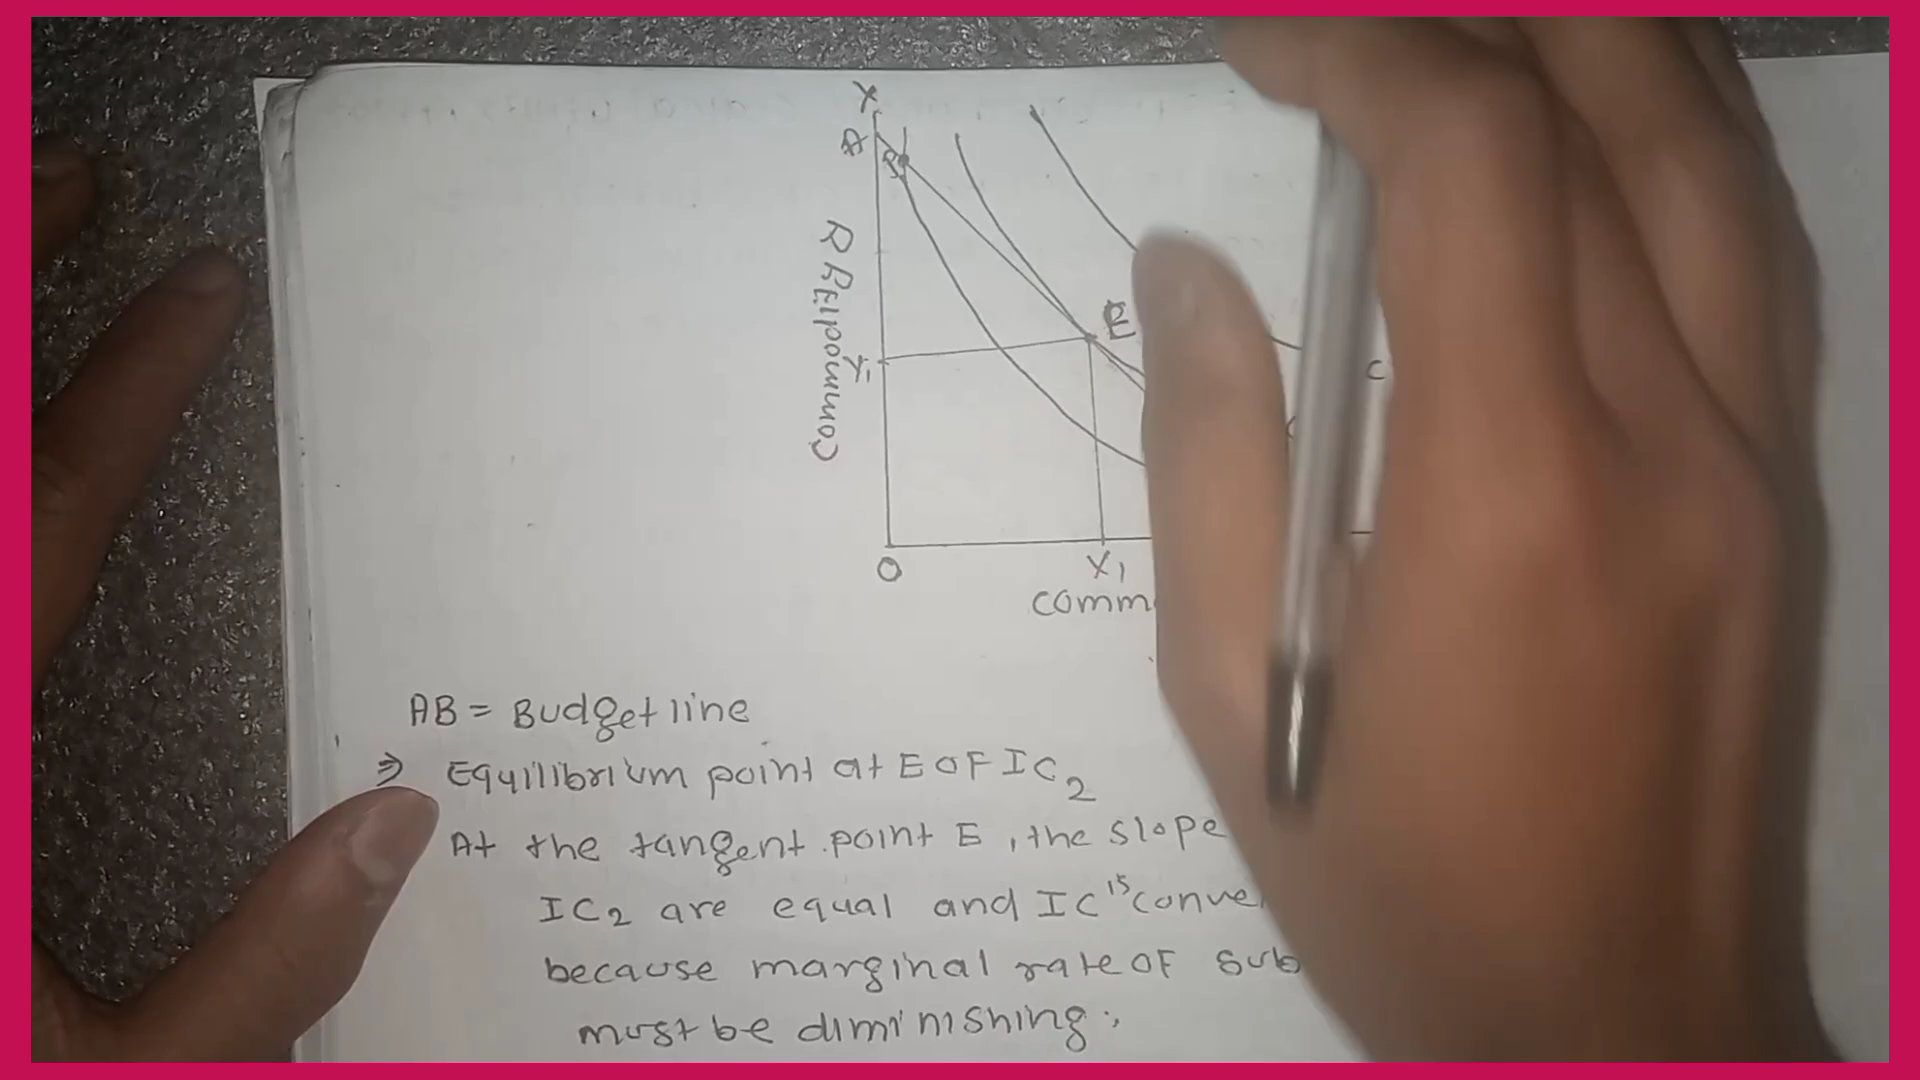 A
E
Y1
C
O
X1
comm
AB = Budget line
⇒ Equilibrium point at E OF IC2
At the tangent point E, the slope
IC2 are equal and IC is conve
because marginal rate OF sub
must be diminishing.